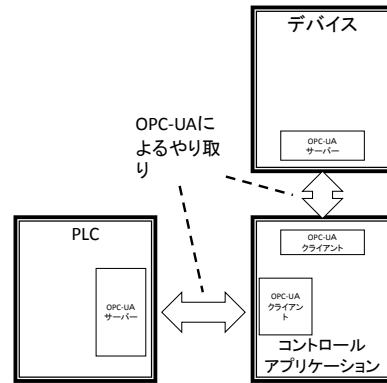 デバイス
OPC-UA
サーバー
OPC-UAに
よるやり取
り
PLC
OPC-UA
サーバー
OPC-UA
クライアント
OPC-UA
クライアン
ト
コントロール
アプリケーション